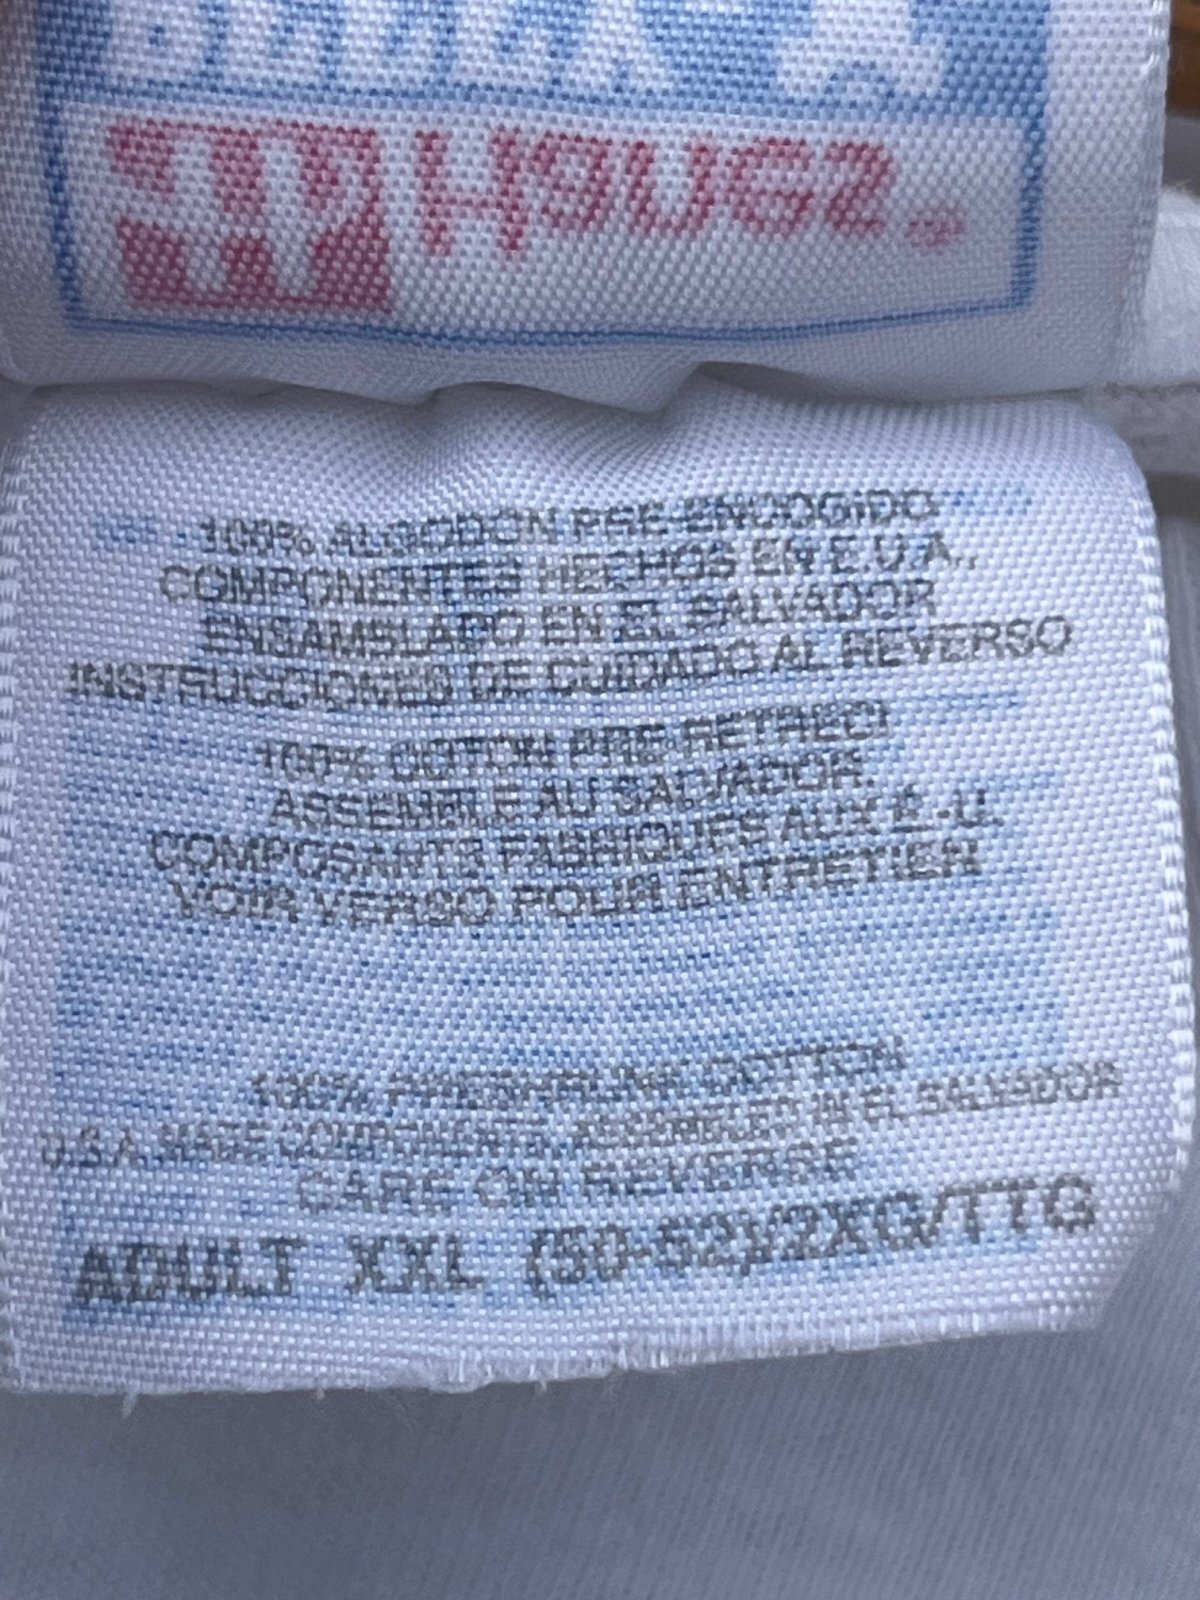 Hanes
100% ALGODON PRE-ENCOGIDO
COMPONENTES HECHOS EN E.U.A.,
ENSAMBLADO EN EL SALVADOR
INSTRUCCIONES DE CUIDADO AL REVERSO
100% COTON PRE-RETRECI
ASSEMBLE AU SALVADOR.
COMPOSANTS FABRIQUES AUX É.-U.
VOIR VERSO POUR ENTRETIEN
100% PRESHRUNK COTTON
U.S.A. MADE COMPONENTS, ASSEMBLED IN EL SALVADOR
CARE ON REVERSE
ADULT XXL (50-52)/2XG/TTG